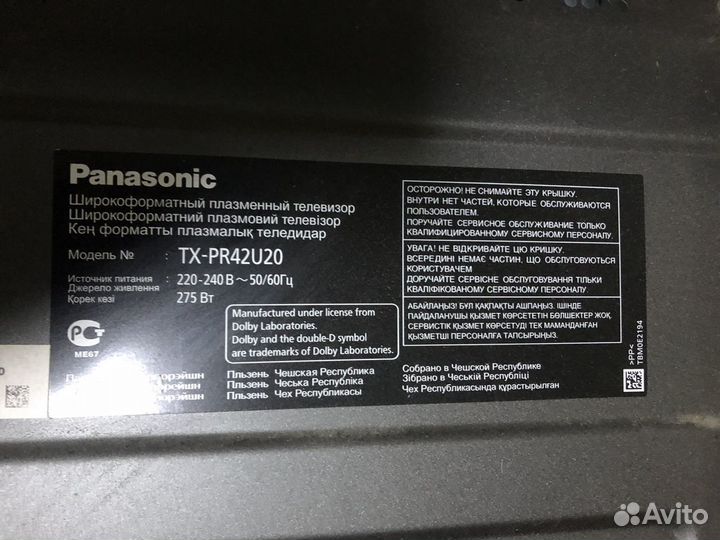 Panasonic
Широкоформатный плазменный телевизор
Широкоформатний плазмовий телевізор
Кең форматты плазмалық теледидар
Модель № TX-PR42U20
Источник питания
Джерело живлення
Қорек көзі
220-240 В ~ 50/60Гц
275 Вт
Manufactured under license from
Dolby Laboratories.
Dolby and the double-D symbol
are trademarks of Dolby Laboratories.
РСТ
ME67
Пльзень Чешская Республика
Пльзень Чеська Республіка
Пльзень Чех Республикасы
ОСТОРОЖНО! НЕ СНИМАЙТЕ ЭТУ КРЫШКУ.
ВНУТРИ НЕТ ЧАСТЕЙ, КОТОРЫЕ ОБСЛУЖИВАЮТСЯ
ПОЛЬЗОВАТЕЛЕМ.
ПОРУЧАЙТЕ СЕРВИСНОЕ ОБСЛУЖИВАНИЕ ТОЛЬКО
КВАЛИФИЦИРОВАННОМУ СЕРВИСНОМУ ПЕРСОНАЛУ.
УВАГА! НЕ ВІДКРИВАЙТЕ ЦЮ КРИШКУ.
ВСЕРЕДИНІ НЕМАЄ ЧАСТИН, ЩО ОБСЛУГОВУЮТЬСЯ
КОРИСТУВАЧЕМ
ДОРУЧАЙТЕ СЕРВІСНЕ ОБСЛУГОВУВАННЯ ТІЛЬКИ
КВАЛІФІКОВАНОМУ СЕРВІСНОМУ ПЕРСОНАЛУ.
АБАЙЛАҢЫЗ! БҰЛ ҚАҚПАҚТЫ АШПАҢЫЗ. ІШІНДЕ
ПАЙДАЛАНУШЫ ҚЫЗМЕТ КӨРСЕТЕТІН БӨЛШЕКТЕР ЖОҚ.
СЕРВИСТІК ҚЫЗМЕТ КӨРСЕТУДІ ТЕК МАМАНДАНҒАН
ҚЫЗМЕТШІ ПЕРСОНАЛҒА ТАПСЫРЫҢЫЗ.
Собрано в Чешской Республике
Зібрано в Чеській Республіці
Чех Республикасында құрастырылған
>PP<
TBM0E2194
Avito